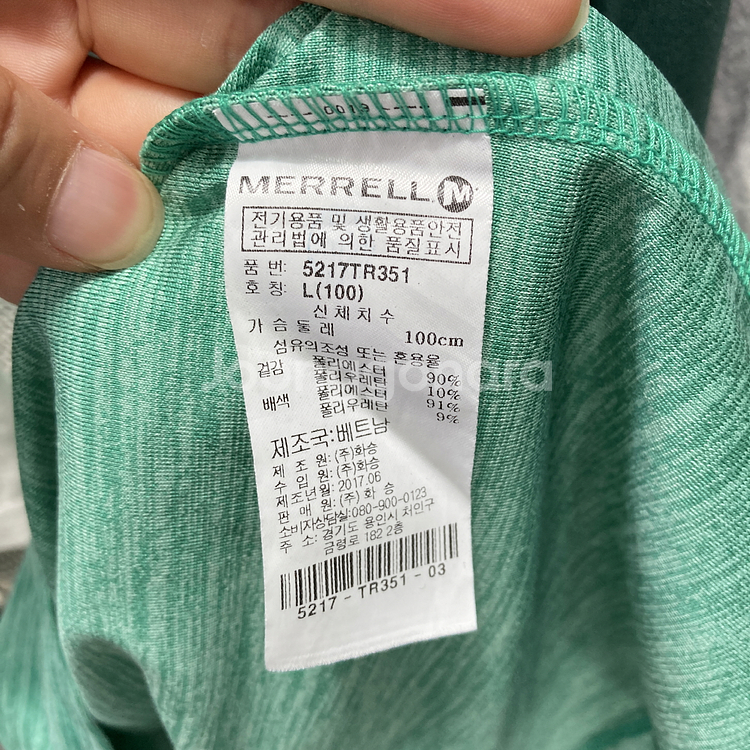 ---- 0019 ----
MERRELL M
전기용품 및 생활용품안전
관리법에 의한 품질표시
품 번: 5217TR351
호 칭: L(100)
신체치수
가슴둘레 100cm
섬유의조성 또는 혼용율
겉감 폴리에스터 90%
폴리우레탄 10%
배색 폴리에스터 91%
폴리우레탄 9%
제조국:베트남
제 조 원: (주)화승
수 입 원: (주)화승
제조년월: 2017.06
판 매 원: (주) 화 승
소비자상담실:080-900-0123
주 소: 경기도 용인시 처인구
금령로 182 2층
5217 - TR351 - 03
joonggonara